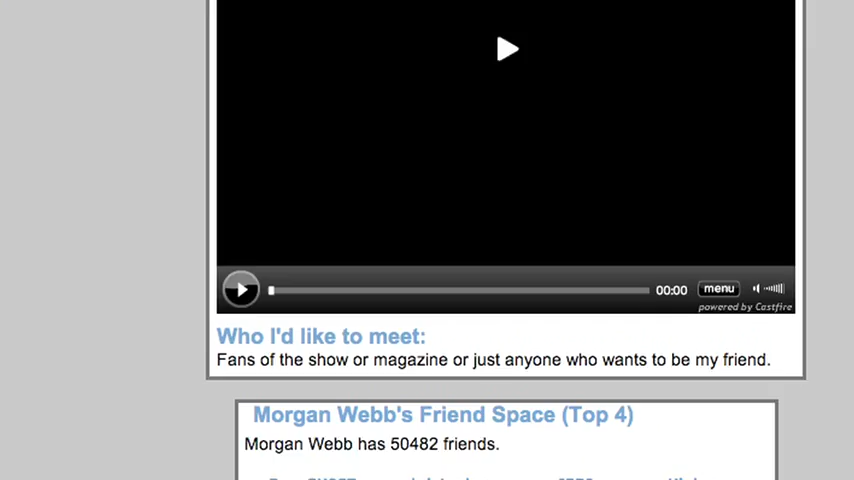 00:00
menu
powered by Castfire
Who I'd like to meet:
Fans of the show or magazine or just anyone who wants to be my friend.
Morgan Webb's Friend Space (Top 4)
Morgan Webb has 50482 friends.